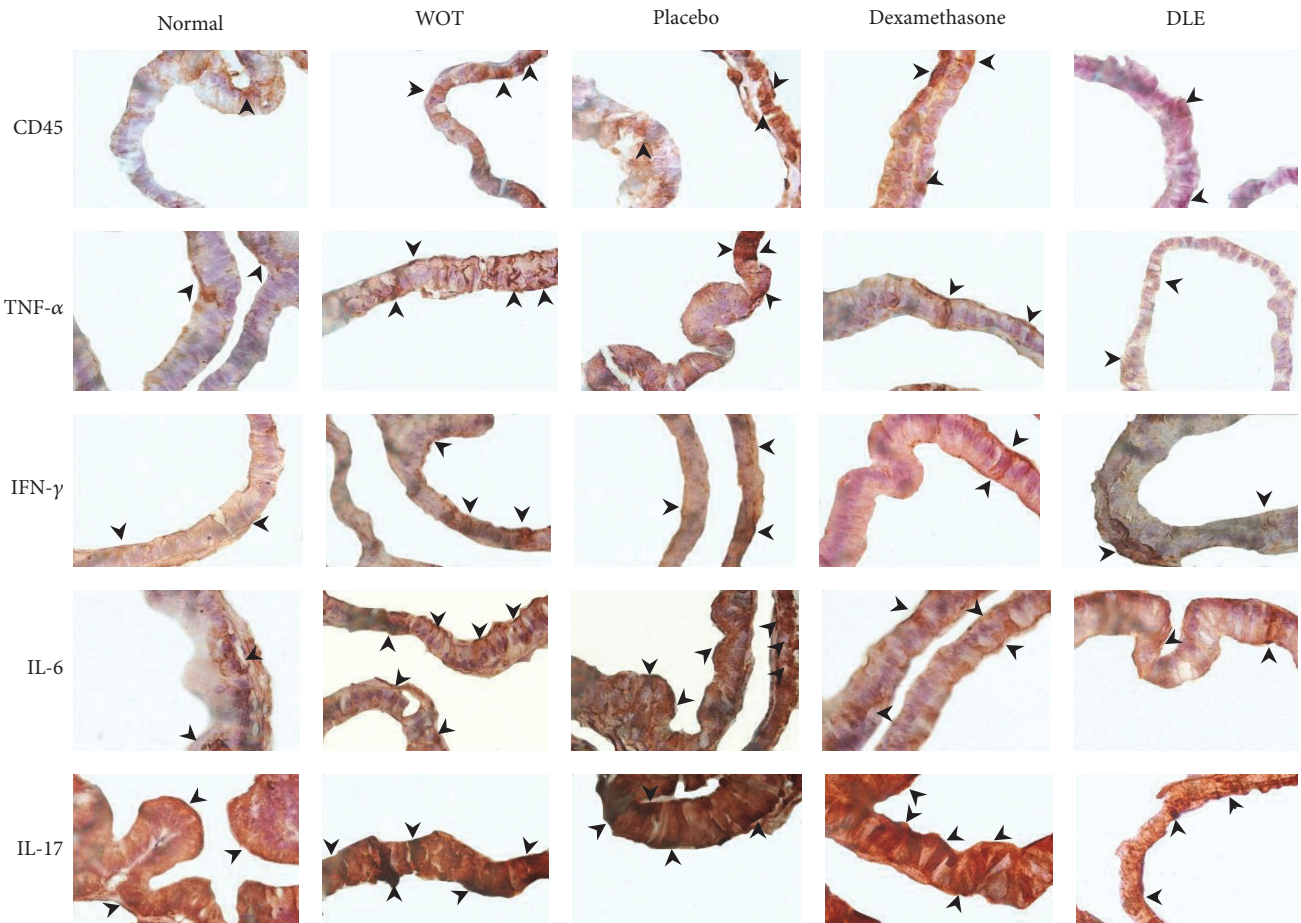 Normal WOT Placebo Dexamethasone DLE
CD45
TNF-α
IFN-γ
IL-6
IL-17